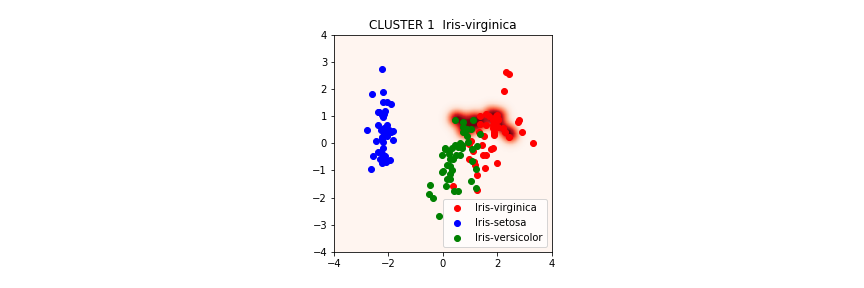 CLUSTER 1 Iris-virginica
4
3
2
1
0
−1
−2
−3
−4
Iris-virginica
Iris-setosa
Iris-versicolor
−4 −2 0 2 4